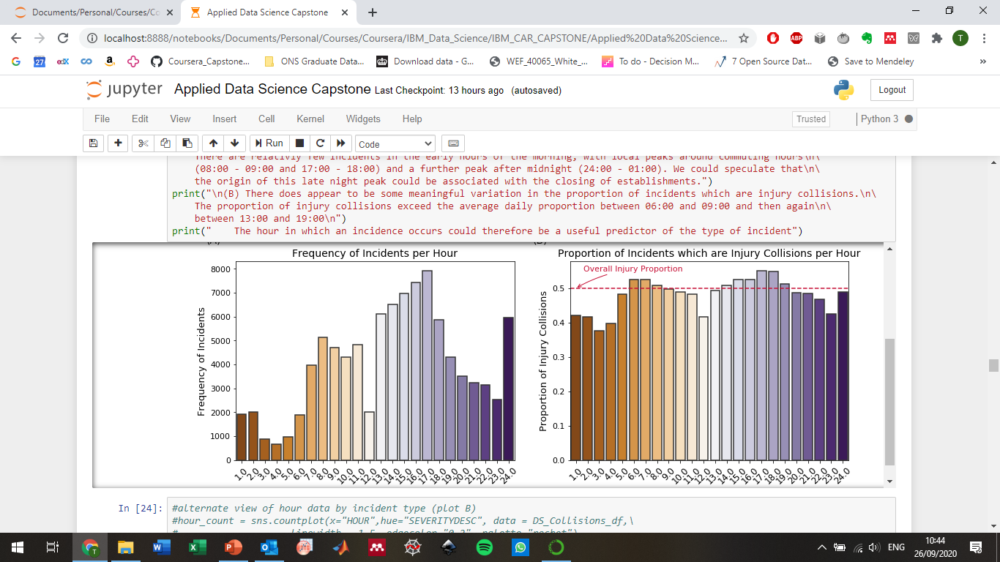 Documents/Personal/Courses/Co
Applied Data Science Capstone
localhost:8888/notebooks/Documents/Personal/Courses/Coursera/IBM_Data_Science/IBM_CAR_CAPSTONE/Applied%20Data%20Science...
ABP
T
G
27
edX
a
Coursera_Capstone...
ONS Graduate Data...
Download data - G...
WEF_40065_White_...
To do - Decision M...
7 Open Source Dat...
Save to Mendeley
»
jupyter Applied Data Science Capstone Last Checkpoint: 13 hours ago (autosaved)
Logout
File Edit View Insert Cell Kernel Widgets Help
Trusted
Python 3
Run
Code
There are relativly few incidents in the early hours of the morning, with local peaks around commuting hours\n\
(08:00 - 09:00 and 17:00 - 18:00) and a further peak after midnight (24:00 - 01:00). We could speculate that\n\
the origin of this late night peak could be associated with the closing of establishments.")
print("\n(B) There does appear to be some meaningful variation in the proportion of incidents which are injury collisions.\n\
The proportion of injury collisions exceed the average daily proportion between 06:00 and 09:00 and then again\n\
between 13:00 and 19:00\n")
print("    The hour in which an incidence occurs could therefore be a useful predictor of the type of incident")
Frequency of Incidents per Hour
Frequency of Incidents
8000
7000
6000
5000
4000
3000
2000
1000
0
1.0 2.0 3.0 4.0 5.0 6.0 7.0 8.0 9.0 10.0 11.0 12.0 13.0 14.0 15.0 16.0 17.0 18.0 19.0 20.0 21.0 22.0 23.0 24.0
Proportion of Incidents which are Injury Collisions per Hour
Overall Injury Proportion
Proportion of Injury Collisions
0.5
0.4
0.3
0.2
0.1
0.0
1.0 2.0 3.0 4.0 5.0 6.0 7.0 8.0 9.0 10.0 11.0 12.0 13.0 14.0 15.0 16.0 17.0 18.0 19.0 20.0 21.0 22.0 23.0 24.0
In [24]:
#alternate view of hour data by incident type (plot B)
#hour_count = sns.countplot(x="HOUR",hue="SEVERITYDESC", data = DS_Collisions_df,\
ENG
10:44
26/09/2020